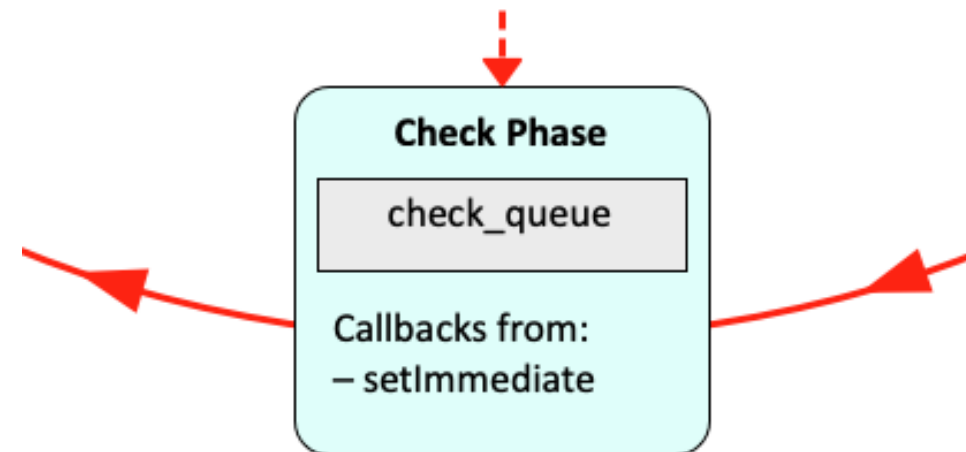 Check Phase
check_queue
Callbacks from:
– setImmediate